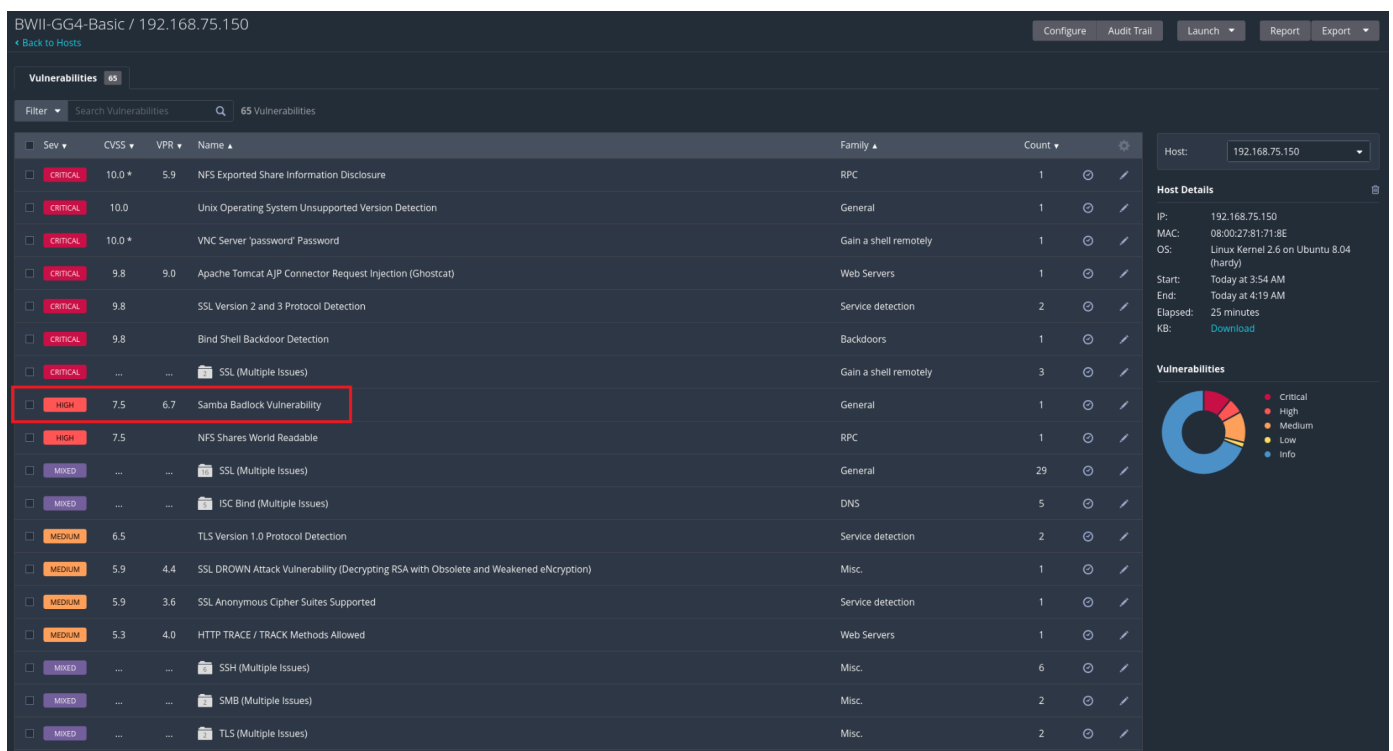 BWII-GG4-Basic / 192.168.75.150
Configure Audit Trail Launch Report Export
Back to Hosts
Vulnerabilities 65
Filter Search Vulnerabilities 65 Vulnerabilities
Sev CVSS VPR Name Family Count
CRITICAL 10.0 * 5.9 NFS Exported Share Information Disclosure RPC 1
CRITICAL 10.0 Unix Operating System Unsupported Version Detection General 1
CRITICAL 10.0 * VNC Server 'password' Password Gain a shell remotely 1
CRITICAL 9.8 9.0 Apache Tomcat AJP Connector Request Injection (Ghostcat) Web Servers 1
CRITICAL 9.8 SSL Version 2 and 3 Protocol Detection Service detection 2
CRITICAL 9.8 Bind Shell Backdoor Detection Backdoors 1
CRITICAL ... ... 2 SSL (Multiple Issues) Gain a shell remotely 3
HIGH 7.5 6.7 Samba Badlock Vulnerability General 1
HIGH 7.5 NFS Shares World Readable RPC 1
MIXED ... ... 16 SSL (Multiple Issues) General 29
MIXED ... ... 5 ISC Bind (Multiple Issues) DNS 5
MEDIUM 6.5 TLS Version 1.0 Protocol Detection Service detection 2
MEDIUM 5.9 4.4 SSL DROWN Attack Vulnerability (Decrypting RSA with Obsolete and Weakened eNcryption) Misc. 1
MEDIUM 5.9 3.6 SSL Anonymous Cipher Suites Supported Service detection 1
MEDIUM 5.3 4.0 HTTP TRACE / TRACK Methods Allowed Web Servers 1
MIXED ... ... 6 SSH (Multiple Issues) Misc. 6
MIXED ... ... 2 SMB (Multiple Issues) Misc. 2
MIXED ... ... 2 TLS (Multiple Issues) Misc. 2
Host: 192.168.75.150
Host Details
IP: 192.168.75.150
MAC: 08:00:27:81:71:8E
OS: Linux Kernel 2.6 on Ubuntu 8.04
(hardy)
Start: Today at 3:54 AM
End: Today at 4:19 AM
Elapsed: 25 minutes
KB: Download
Vulnerabilities
Critical
High
Medium
Low
Info